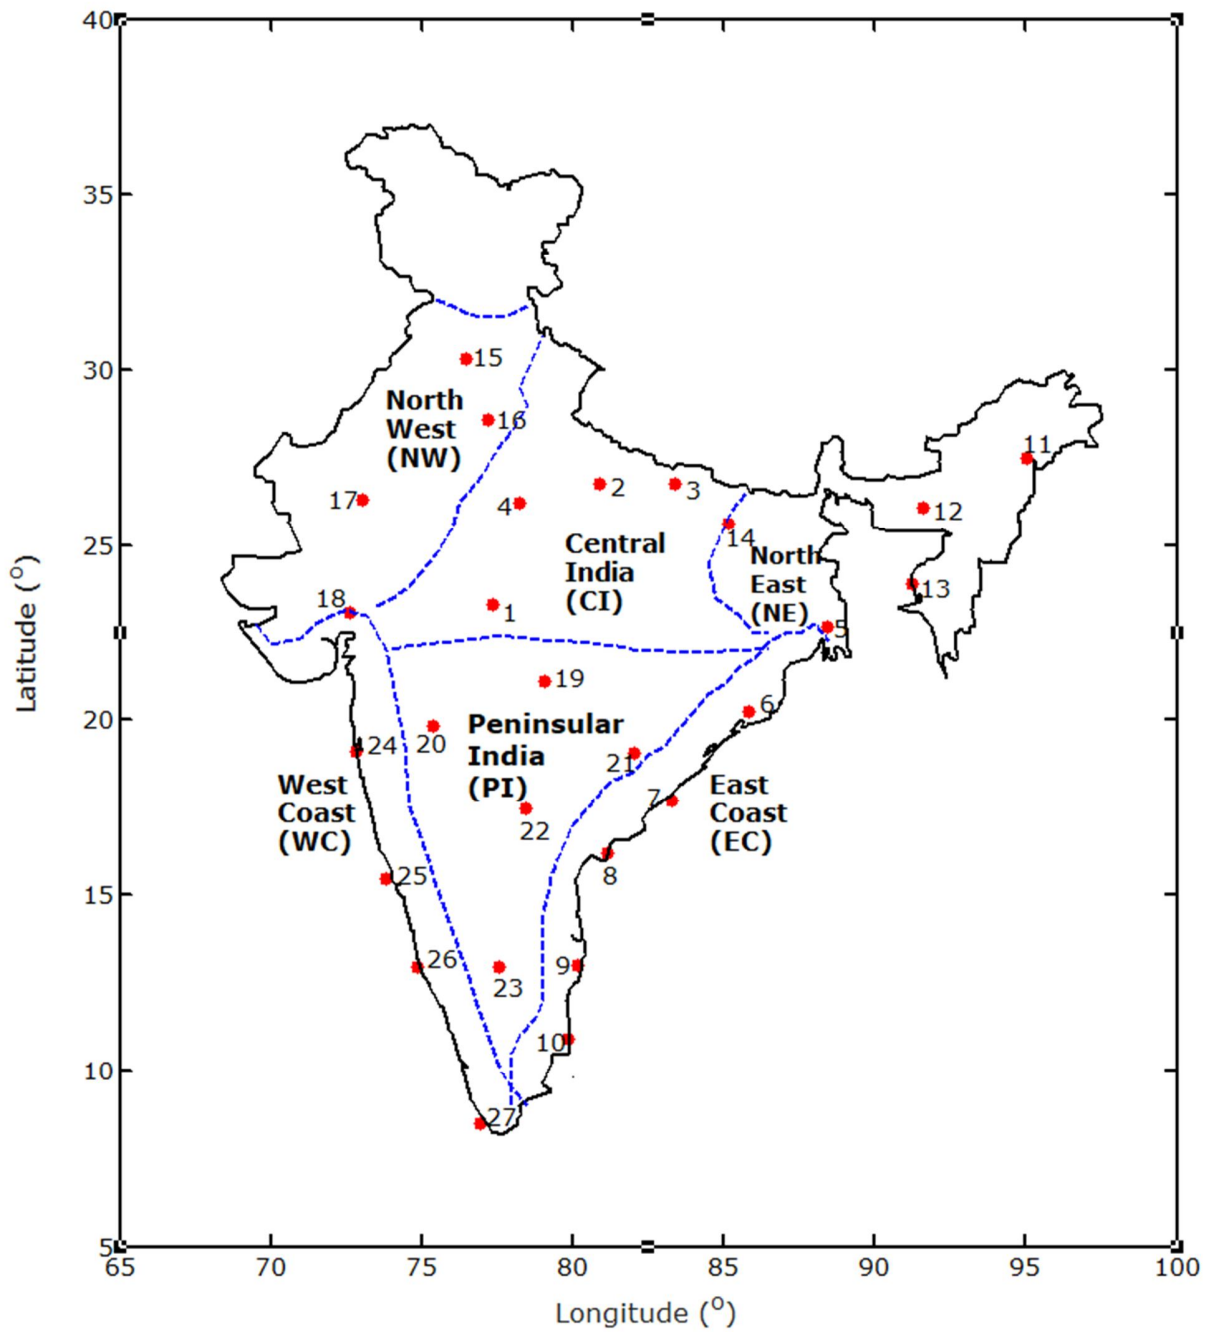 40
35
30
25
20
15
10
5
65
70
75
80
85
90
95
100
Latitude (°)
Longitude (°)
15
North
West
(NW)
16
17
4
2
3
11
12
13
14
Central
India
(CI)
North
East
(NE)
18
1
5
19
6
Peninsular
India
(PI)
20
21
24
West
Coast
(WC)
7
East
Coast
(EC)
22
8
25
26
23
9
10
27